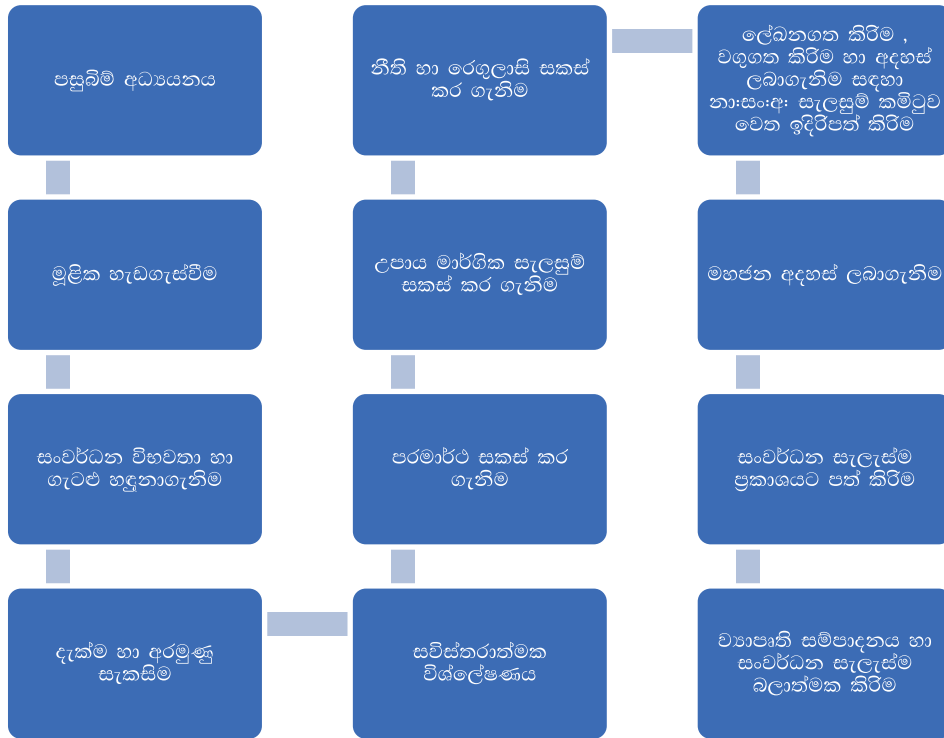 පසුබිම් අධ්‍යයනය
මූළික හැඩගැස්වීම
සංවර්ධන විභවතා හා
ගැටළු හඳුනාගැනිම
දැක්ම හා අරමුණු
සැකසිම
සවිස්තරාත්මක
විශ්ලේෂණය
පරමාර්ථ සකස් කර
ගැනිම
උපාය මාර්ගික සැලසුම්
සකස් කර ගැනිම
නීති හා රෙගුලාසි සකස්
කර ගැනිම
ලේඛනගත කිරිම ,
වගුගත කිරිම හා අදහස්
ලබාගැනිම සඳහා
නා:සං:අ: සැලසුම් කමිටුව
වෙත ඉදිරිපත් කිරිම
මහජන අදහස් ලබාගැනිම
සංවර්ධන සැලැස්ම
ප්‍රකාශයට පත් කිරිම
ව්‍යාපෘති සම්පාදනය හා
සංවර්ධන සැලැස්ම
බලාත්මක කිරිම